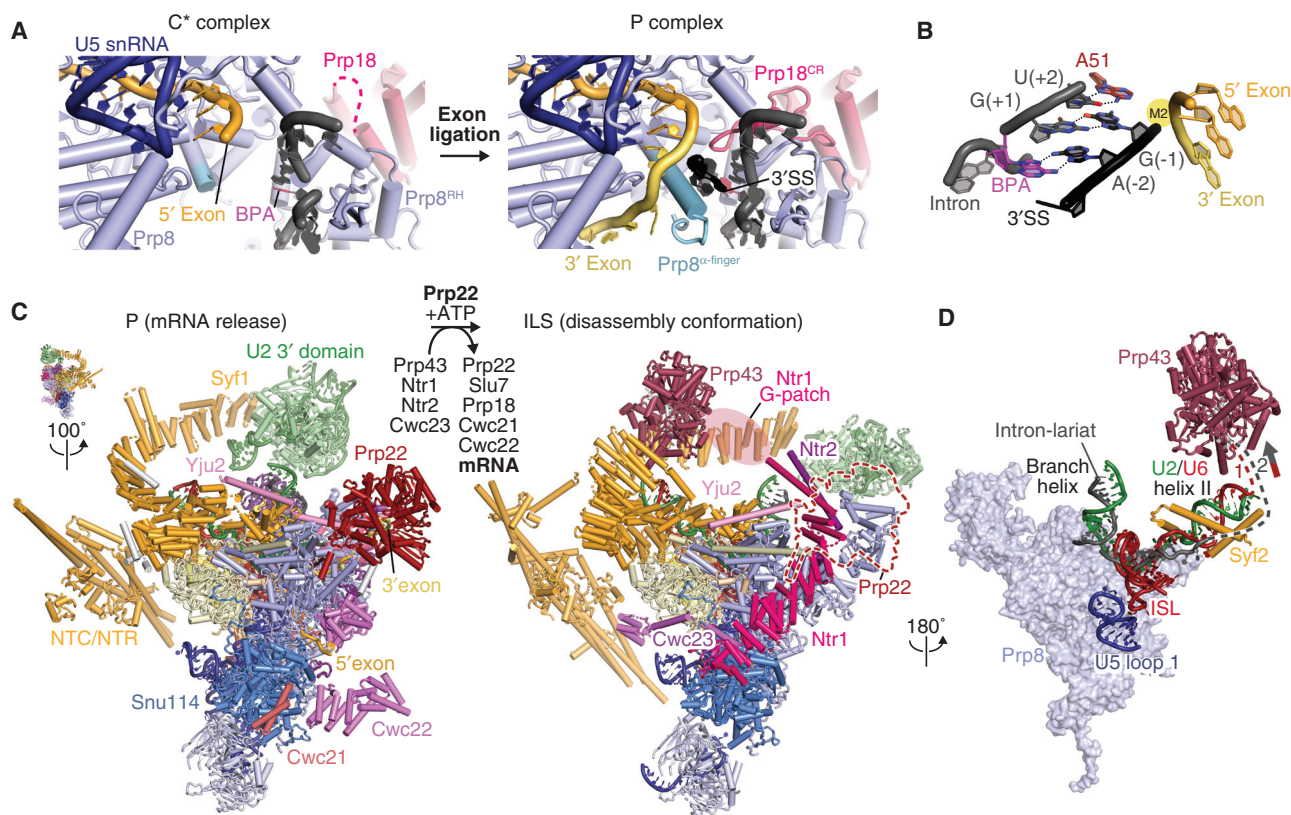 A
C* complex
U5 snRNA
Prp18
5′ Exon
BPA
Prp8
Prp8RH
Exon
ligation
P complex
Prp18CR
3′SS
3′ Exon
Prp8α-finger
B
A51
U(+2)
G(+1)
M2
5′ Exon
BPA
G(-1)
A(-2)
Intron
3′SS
3′ Exon
C
P (mRNA release)
100°
U2 3′ domain
Syf1
Yju2
Prp22
3′exon
NTC/NTR
5′exon
Snu114
Cwc22
Cwc21
Prp22
+ATP
Prp43 Prp22
Ntr1 Slu7
Ntr2 Prp18
Cwc23 Cwc21
Cwc22
mRNA
ILS (disassembly conformation)
Prp43
Ntr1
G-patch
Ntr2
Yju2
Prp22
Cwc23
Ntr1
180°
D
Prp43
Intron-lariat
Branch
helix
U2/U6
helix II
1
2
Syf2
ISL
Prp8
U5 loop 1